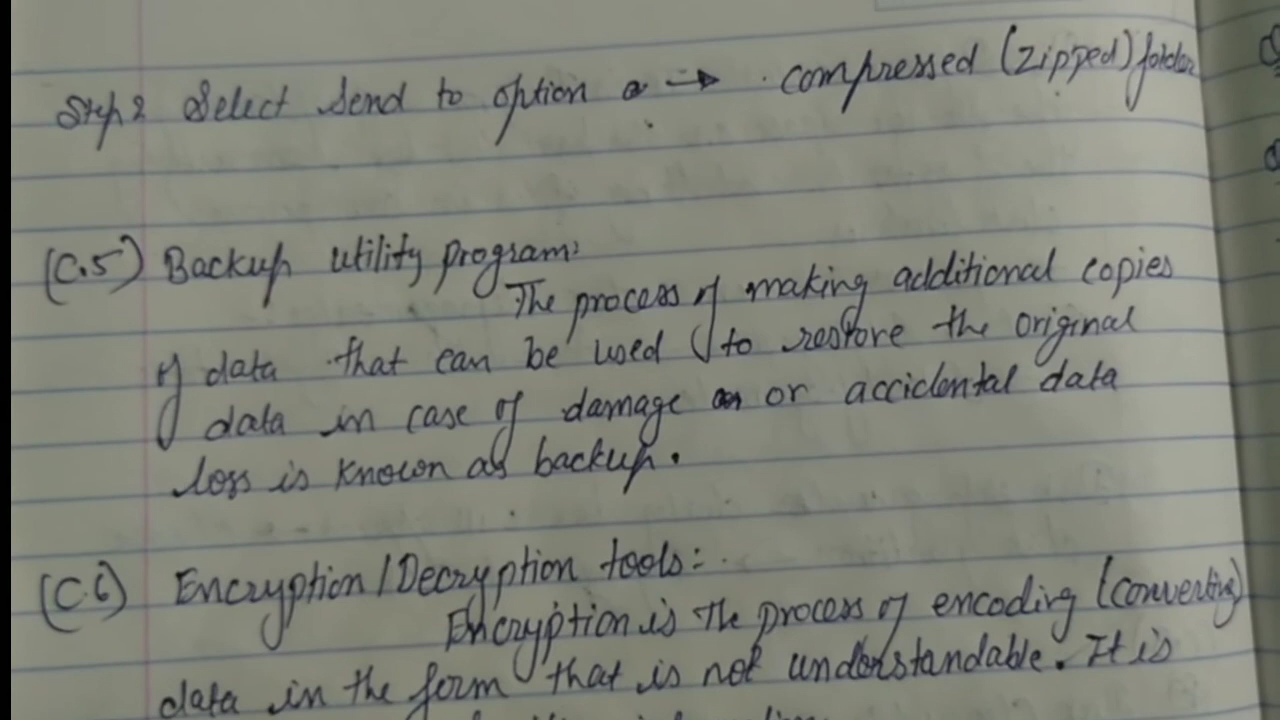 Step 2 Select Send to option → compressed (zipped) folder
(C.5) Backup utility program:
The process of making additional copies
of data that can be used to restore the original
data in case of damage or accidental data
loss is known as backup.
(C6) Encryption/Decryption tools:
Encryption is the process of encoding (converting)
data in the form that is not understandable. It is